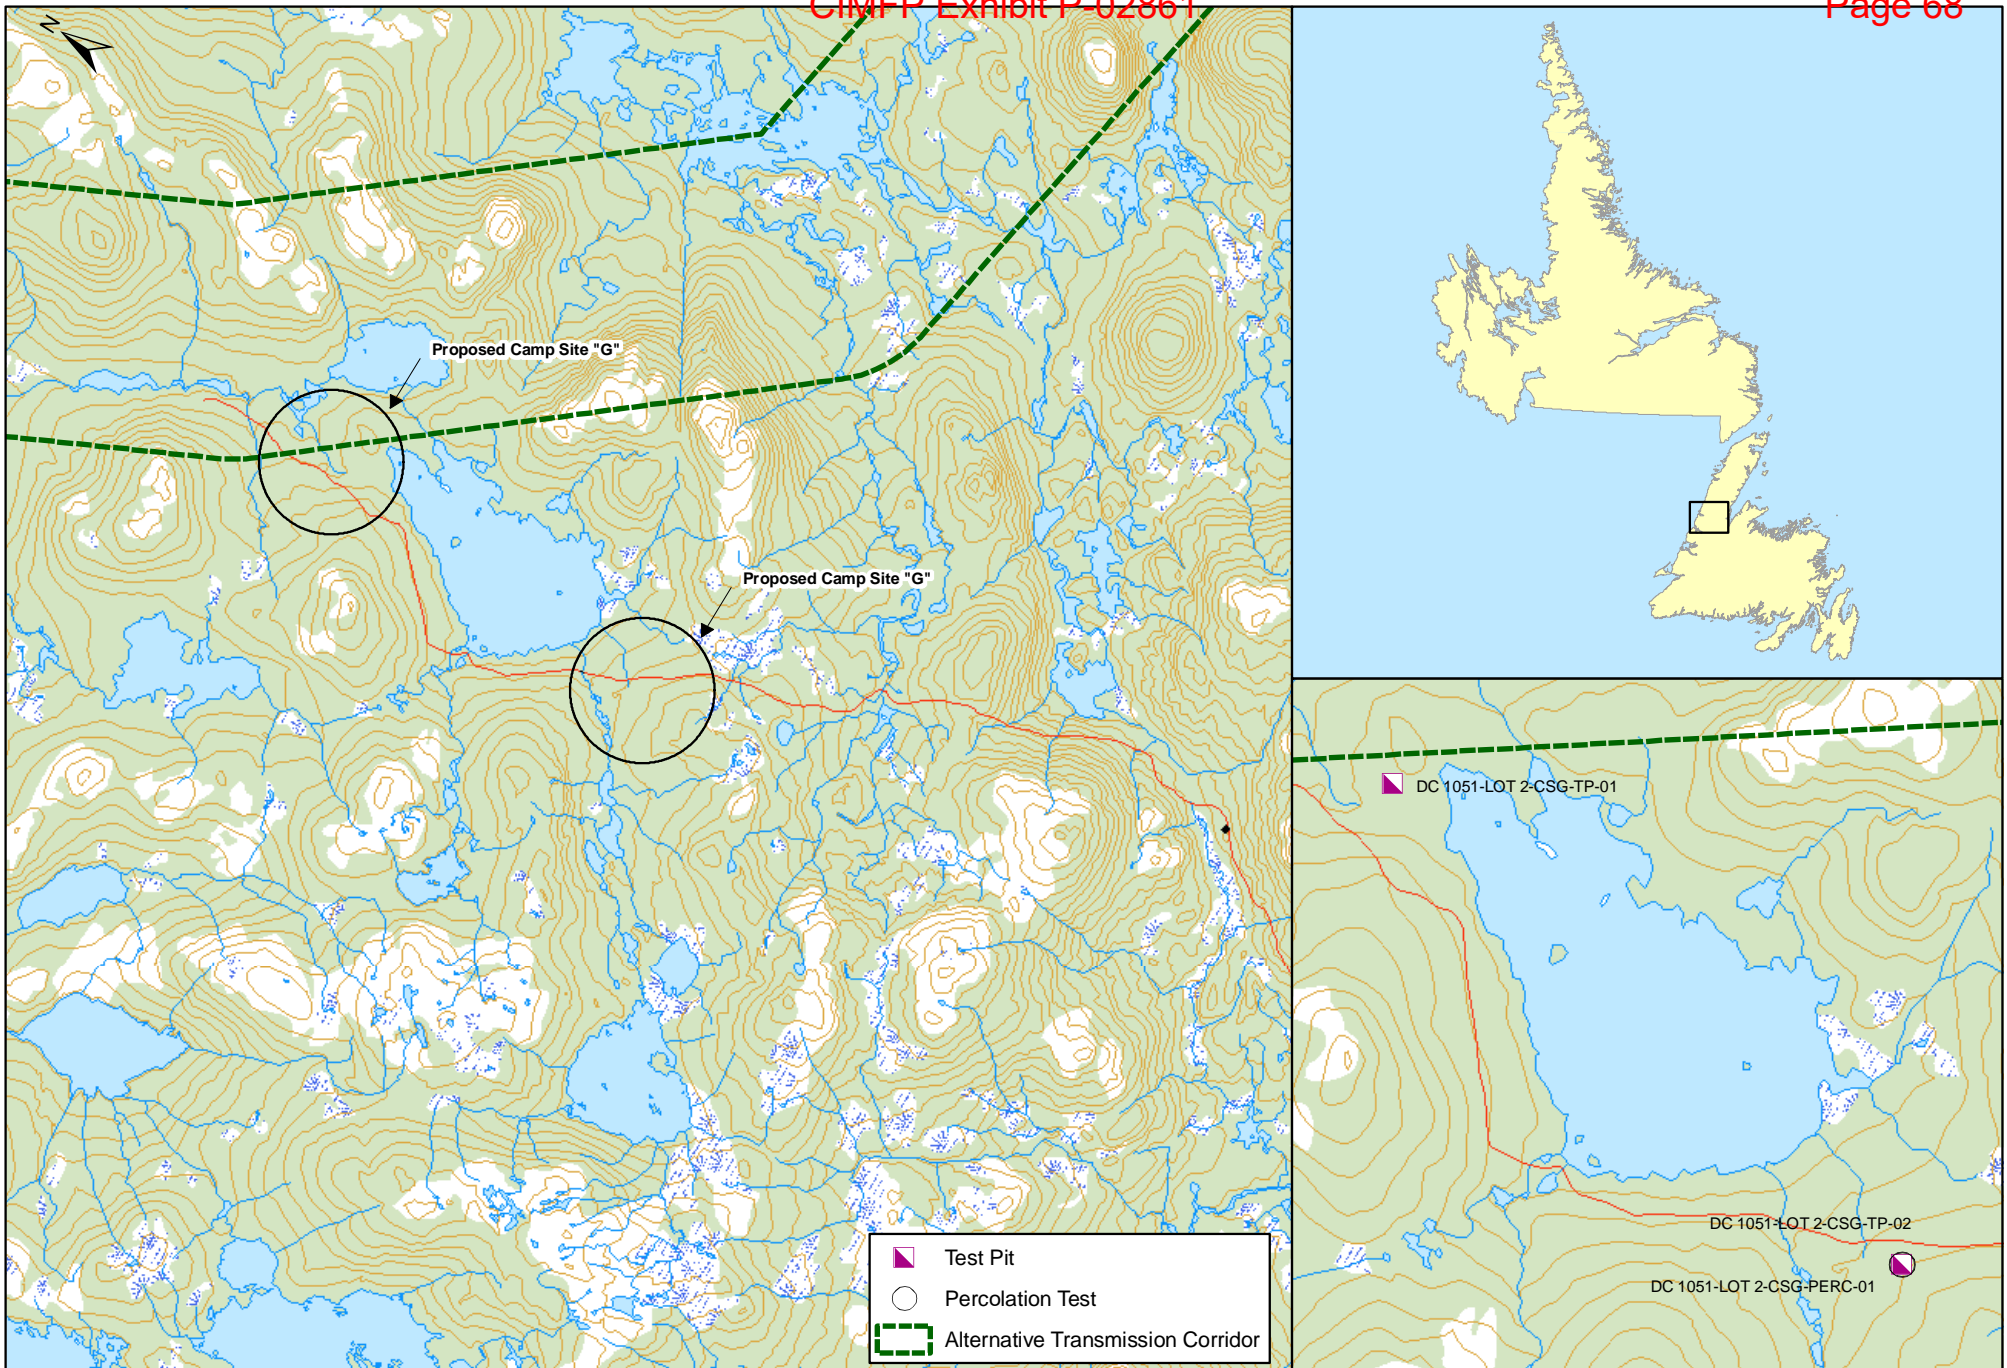 CIMFP Exhibit P-02861
Page 68
N
Proposed Camp Site "G"
Proposed Camp Site "G"
DC 1051-LOT 2-CSG-TP-01
DC 1051-LOT 2-CSG-TP-02
DC 1051-LOT 2-CSG-PERC-01
Test Pit
Percolation Test
Alternative Transmission Corridor